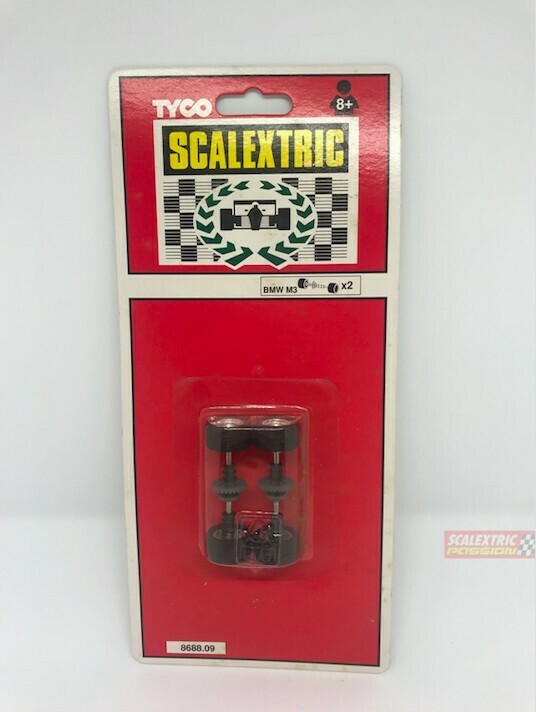 TYCO
8+
SCALEXTRIC
BMW M3 x2
SCALEXTRIC
PASSION
8688.09